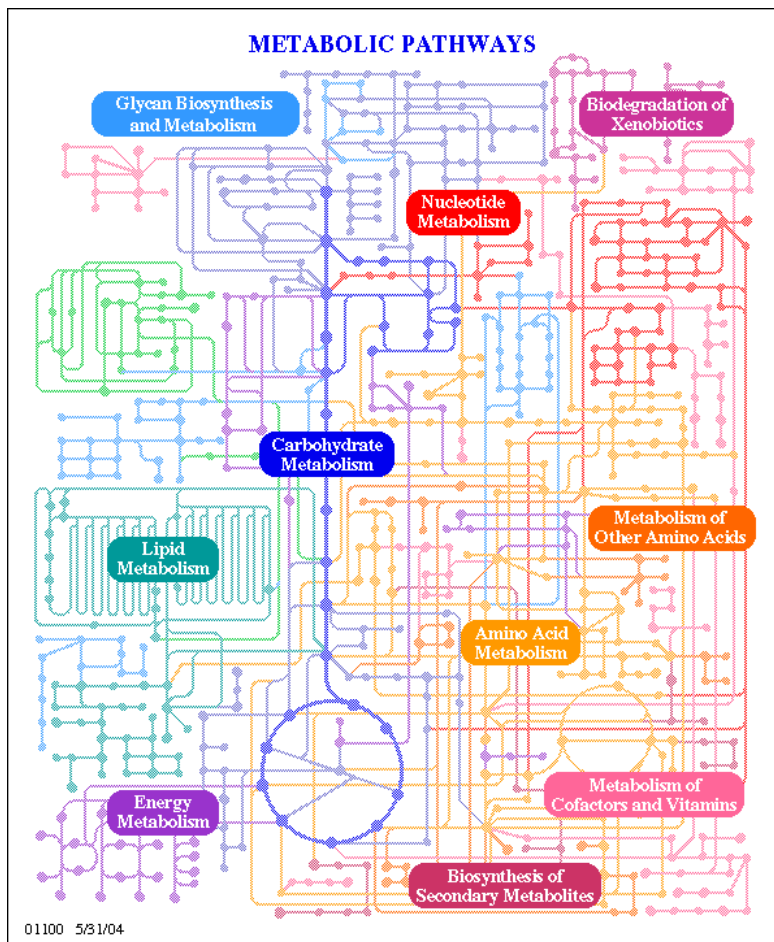 METABOLIC PATHWAYS
Glycan Biosynthesis
and Metabolism
Biodegradation of
Xenobiotics
Nucleotide
Metabolism
Carbohydrate
Metabolism
Lipid
Metabolism
Metabolism of
Other Amino Acids
Amino Acid
Metabolism
Energy
Metabolism
Metabolism of
Cofactors and Vitamins
Biosynthesis of
Secondary Metabolites
01100 5/31/04